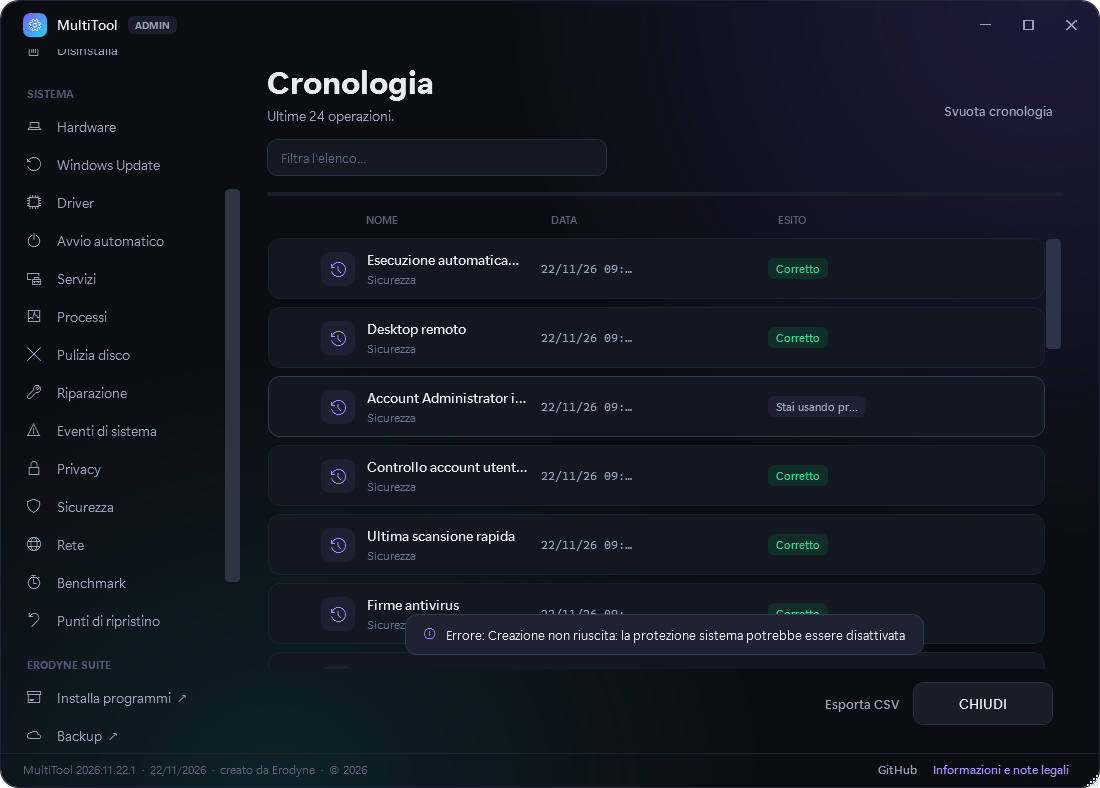 MultiTool ADMIN
Disinstalla
SISTEMA
Hardware
Windows Update
Driver
Avvio automatico
Servizi
Processi
Pulizia disco
Riparazione
Eventi di sistema
Privacy
Sicurezza
Rete
Benchmark
Punti di ripristino
ERODYNE SUITE
Installa programmi ↗
Backup ↗
Cronologia
Ultime 24 operazioni.
Svuota cronologia
Filtra l'elenco...
NOME DATA ESITO
Esecuzione automatica...
Sicurezza
22/11/26 09:…
Corretto
Desktop remoto
Sicurezza
22/11/26 09:…
Corretto
Account Administrator i...
Sicurezza
22/11/26 09:…
Stai usando pr...
Controllo account utent...
Sicurezza
22/11/26 09:…
Corretto
Ultima scansione rapida
Sicurezza
22/11/26 09:…
Corretto
Firme antivirus
22/11/26 09:…
Corretto
Errore: Creazione non riuscita: la protezione sistema potrebbe essere disattivata
Esporta CSV
CHIUDI
MultiTool 2026.11.22.1 · 22/11/2026 · creato da Erodyne · © 2026
GitHub
Informazioni e note legali